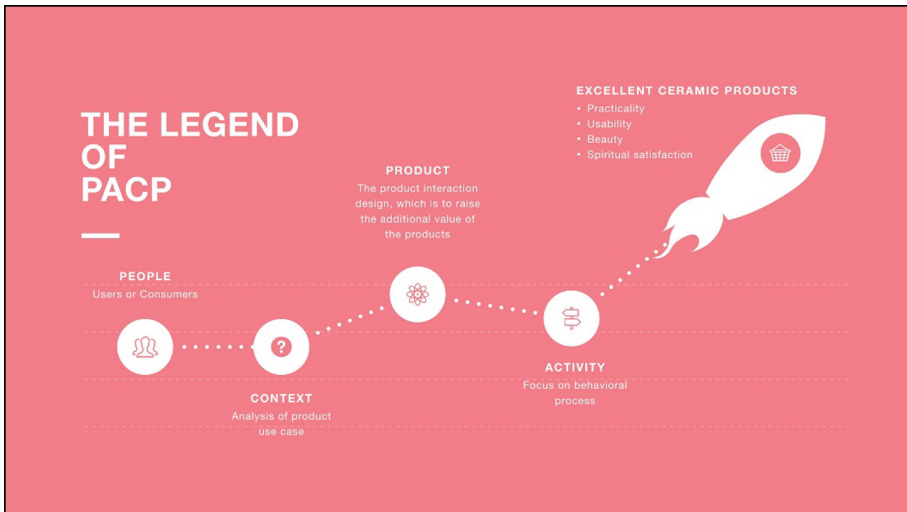 THE LEGEND
OF
PACP
PEOPLE
Users or Consumers
?
CONTEXT
Analysis of product
use case
PRODUCT
The product interaction
design, which is to raise
the additional value of
the products
ACTIVITY
Focus on behavioral
process
EXCELLENT CERAMIC PRODUCTS
• Practicality
• Usability
• Beauty
• Spiritual satisfaction